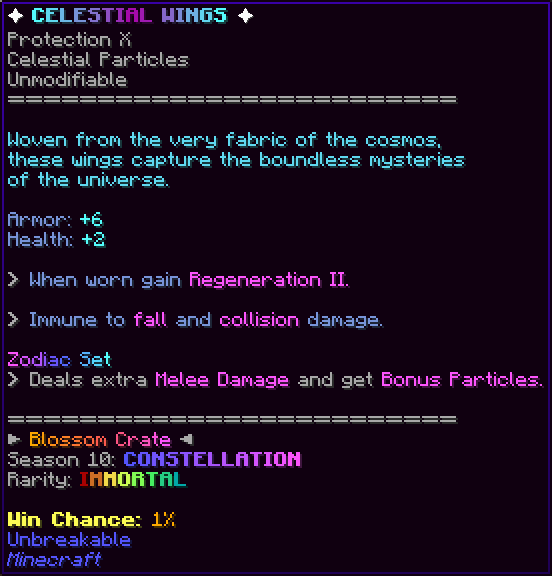 ✦ CELESTIAL WINGS ✦
Protection X
Celestial Particles
Unmodifiable
=========================
Woven from the very fabric of the cosmos,
these wings capture the boundless mysteries
of the universe.
Armor: +6
Health: +2
> When worn gain Regeneration II.
> Immune to fall and collision damage.
Zodiac Set
> Deals extra Melee Damage and get Bonus Particles.
=========================
► Blossom Crate ◄
Season 10: CONSTELLATION
Rarity: IMMORTAL
Win Chance: 1%
Unbreakable
Minecraft